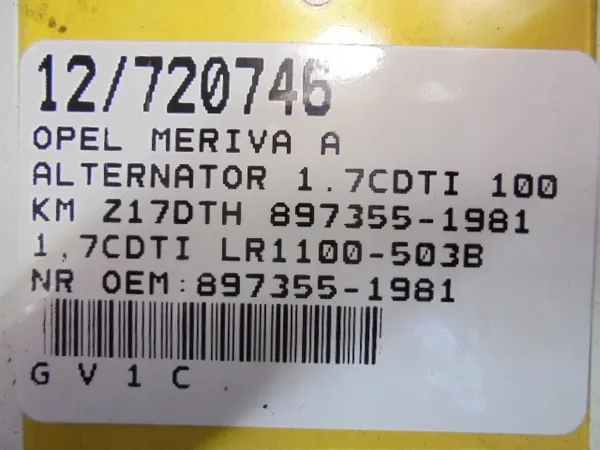 12/720746
OPEL MERIVA A
ALTERNATOR 1.7CDTI 100
KM Z17DTH 897355-1981
1,7CDTI LR1100-503B
NR OEM:897355-1981
G V 1 C